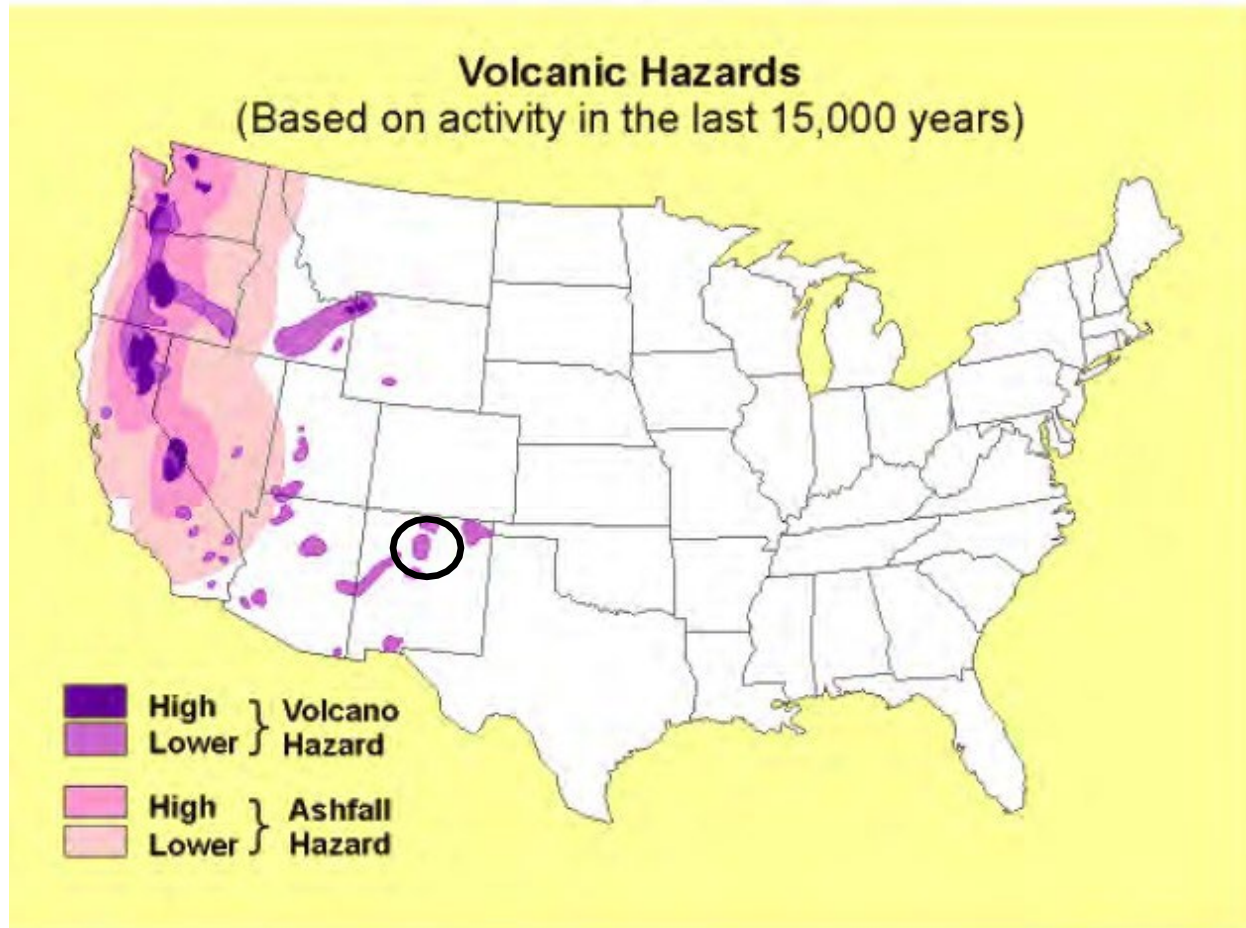 Volcanic Hazards
(Based on activity in the last 15,000 years)
High
Lower
} Volcano
Hazard
High
Lower
} Ashfall
Hazard